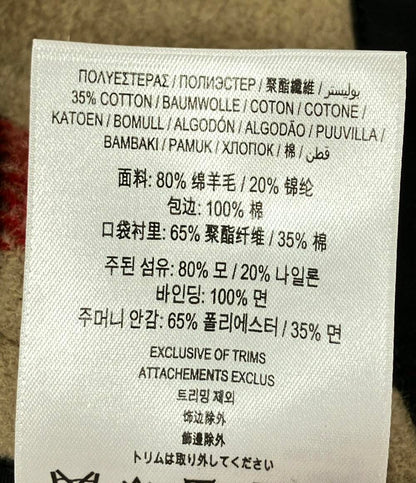 ΠΟΛΥΕΣΤΕΡΑΣ / ПОЛИЭСТЕР / 聚酯纖維 / بوليستر /
35% COTTON / BAUMWOLLE / COTON / COTONE /
KATOEN / BOMULL / ALGODÓN / ALGODÃO / PUUVILLA /
BAMBAKI / PAMUK / ХЛОПОК / 棉 / قطن
面料: 80% 绵羊毛 / 20% 锦纶
包边: 100% 棉
口袋衬里: 65% 聚酯纤维 / 35% 棉
주된 섬유: 80% 모 / 20% 나일론
바인딩: 100% 면
주머니 안감: 65% 폴리에스터 / 35% 면
EXCLUSIVE OF TRIMS
ATTACHEMENTS EXCLUS
트리밍 제외
饰边除外
飾邊除外
トリムは取り外してください